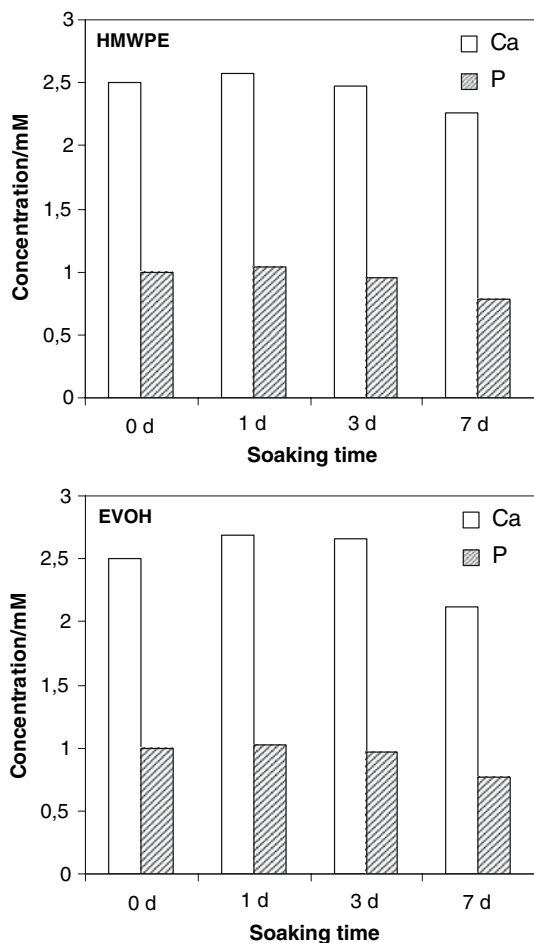 3
HMWPE
Ca
2,5
P
2
Concentration/mM
1,5
1
0,5
0
0 d 1 d 3 d 7 d
Soaking time
3
EVOH
Ca
2,5
P
2
Concentration/mM
1,5
1
0,5
0
0 d 1 d 3 d 7 d
Soaking time